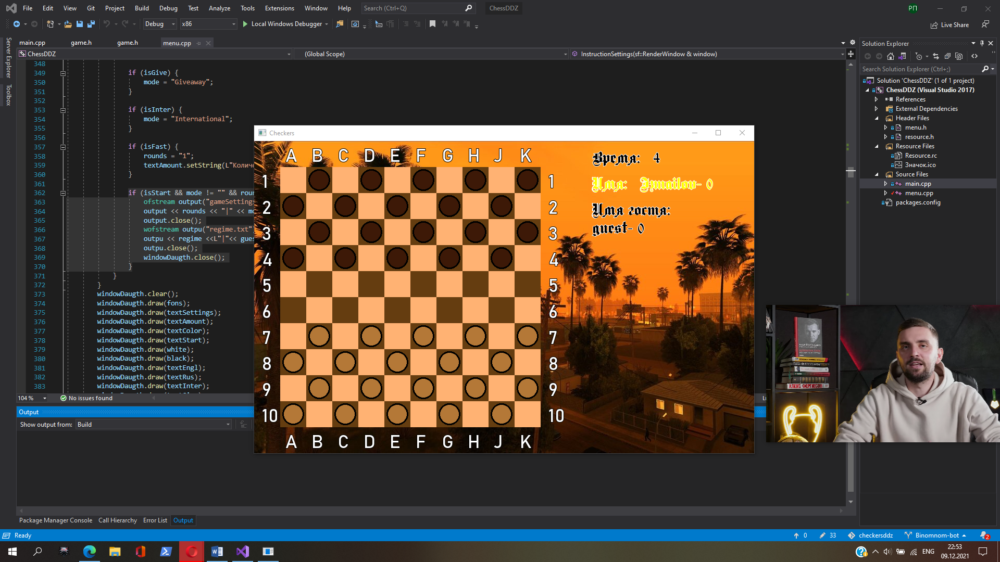 File Edit View Git Project Build Debug Test Analyze Tools Extensions Window Help Search (Ctrl+Q) ChessDDZ РП
Debug x86 Local Windows Debugger Live Share
Server Explorer
Toolbox
main.cpp game.h game.h menu.cpp
ChessDDZ (Global Scope) InstructionSettings(sf::RenderWindow & window)
348
349 if (isGive) {
350 mode = "Giveaway";
351 }
352
353 if (isInter) {
354 mode = "International";
355 }
356
357 if (isFast) {
358 rounds = "1";
359 textAmount.setString(L"Количе
360 }
361
362 if (isStart && mode != "" && roun
363 ofstream output("gameSettings
364 output << rounds << "|" << mo
365 output.close();
366 wofstream outpu("regime.txt")
367 outpu << regime <<L"|"<< gues
368 outpu.close();
369 windowDaugth.close();
370 }
371 }
372 }
373 windowDaugth.clear();
374 windowDaugth.draw(fons);
375 windowDaugth.draw(textSettings);
376 windowDaugth.draw(textAmount);
377 windowDaugth.draw(textColor);
378 windowDaugth.draw(textStart);
379 windowDaugth.draw(white);
380 windowDaugth.draw(black);
381 windowDaugth.draw(textEngl);
382 windowDaugth.draw(textRus);
383 windowDaugth.draw(textInter);
104 % No issues found
Output
Show output from: Build
Package Manager Console Call Hierarchy Error List Output
Checkers
A B C D E F G H J K
1 1
2 2
3 3
4 4
5 5
6 6
7 7
8 8
9 9
10 10
A B C D E F G H J K
Время: 4
Имя: Izmailov- 0
Имя гостя:
guest- 0
Solution Explorer
Search Solution Explorer (Ctrl+;)
Solution 'ChessDDZ' (1 of 1 project)
ChessDDZ (Visual Studio 2017)
References
External Dependencies
Header Files
menu.h
resource.h
Resource Files
Resource.rc
Значок.ico
Source Files
main.cpp
menu.cpp
packages.config
АЛЕКС ФЕРГЮСОН
Ready 0 33 checkersddz Binomnom-bot 2
ENG 22:53
09.12.2021